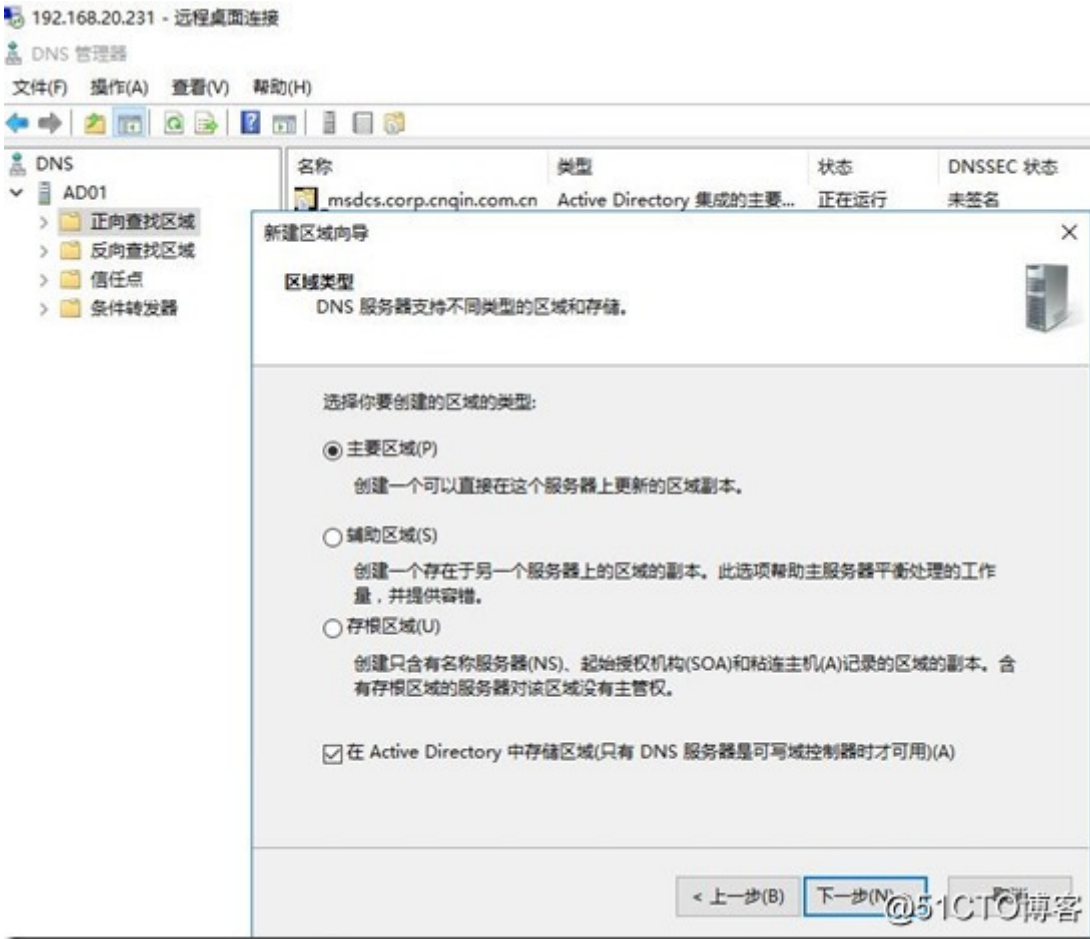 192.168.20.231 - 远程桌面连接
DNS 管理器
文件(F) 操作(A) 查看(V) 帮助(H)
DNS
AD01
正向查找区域
反向查找区域
信任点
条件转发器
名称 类型 状态 DNSSEC 状态
_msdcs.corp.cnqin.com.cn Active Directory 集成的主要... 正在运行 未签名
新建区域向导
区域类型
DNS 服务器支持不同类型的区域和存储。
选择你要创建的区域的类型:
主要区域(P)
创建一个可以直接在这个服务器上更新的区域副本。
辅助区域(S)
创建一个存在于另一个服务器上的区域的副本。此选项帮助主服务器平衡处理的工作
量，并提供容错。
存根区域(U)
创建只含有名称服务器(NS)、起始授权机构(SOA)和粘连主机(A)记录的区域的副本。含
有存根区域的服务器对该区域没有主管权。
在 Active Directory 中存储区域(只有 DNS 服务器是可写域控制器时才可用)(A)
< 上一步(B) 下一步(N) 取消
@51CTO博客